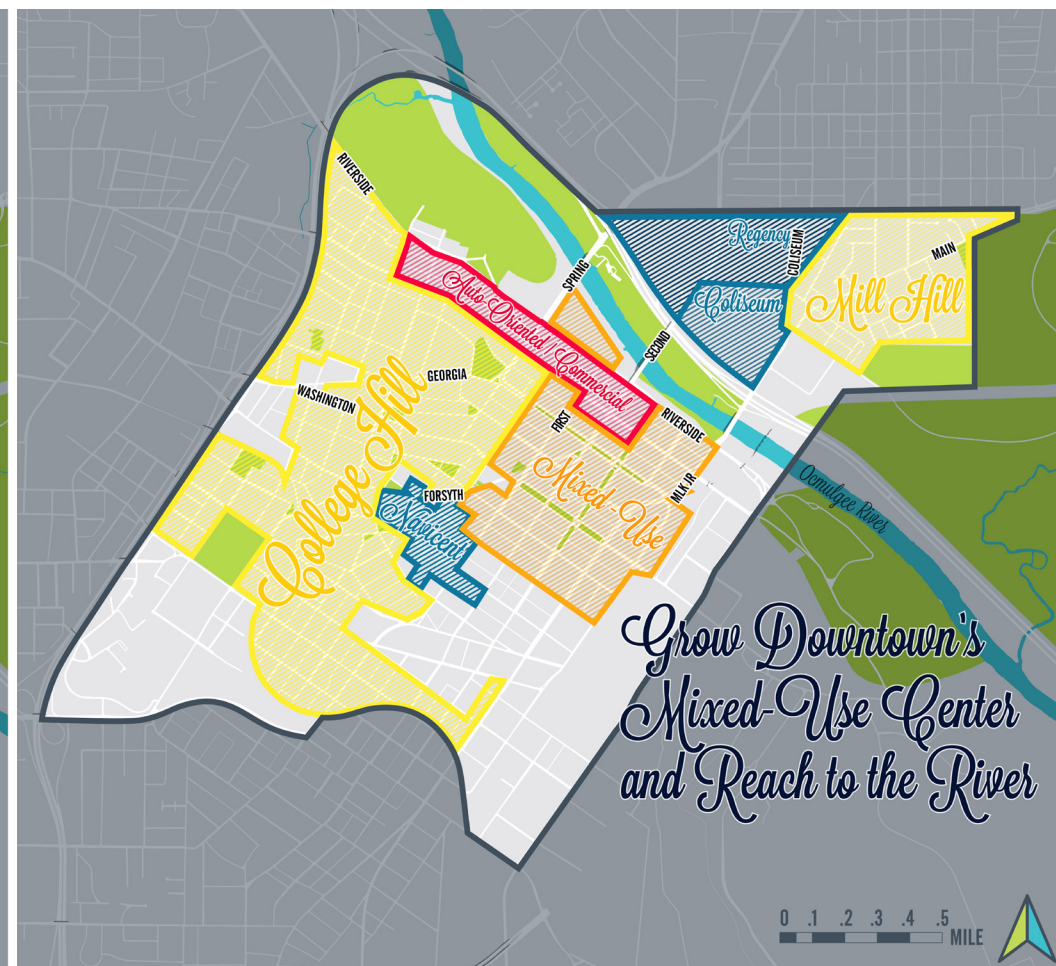 RIVERSIDE
SPRING
Regency
COLISEUM
MAIN
Coliseum
Mill Hill
Auto-Oriented Commercial
SECOND
GEORGIA
WASHINGTON
FIRST
RIVERSIDE
College Hill
Mixed-Use
MLK JR
FORSYTH
Navicent
Ocmulgee River
Grow Downtown's
Mixed-Use Center
and Reach to the River
0 .1 .2 .3 .4 .5
MILE